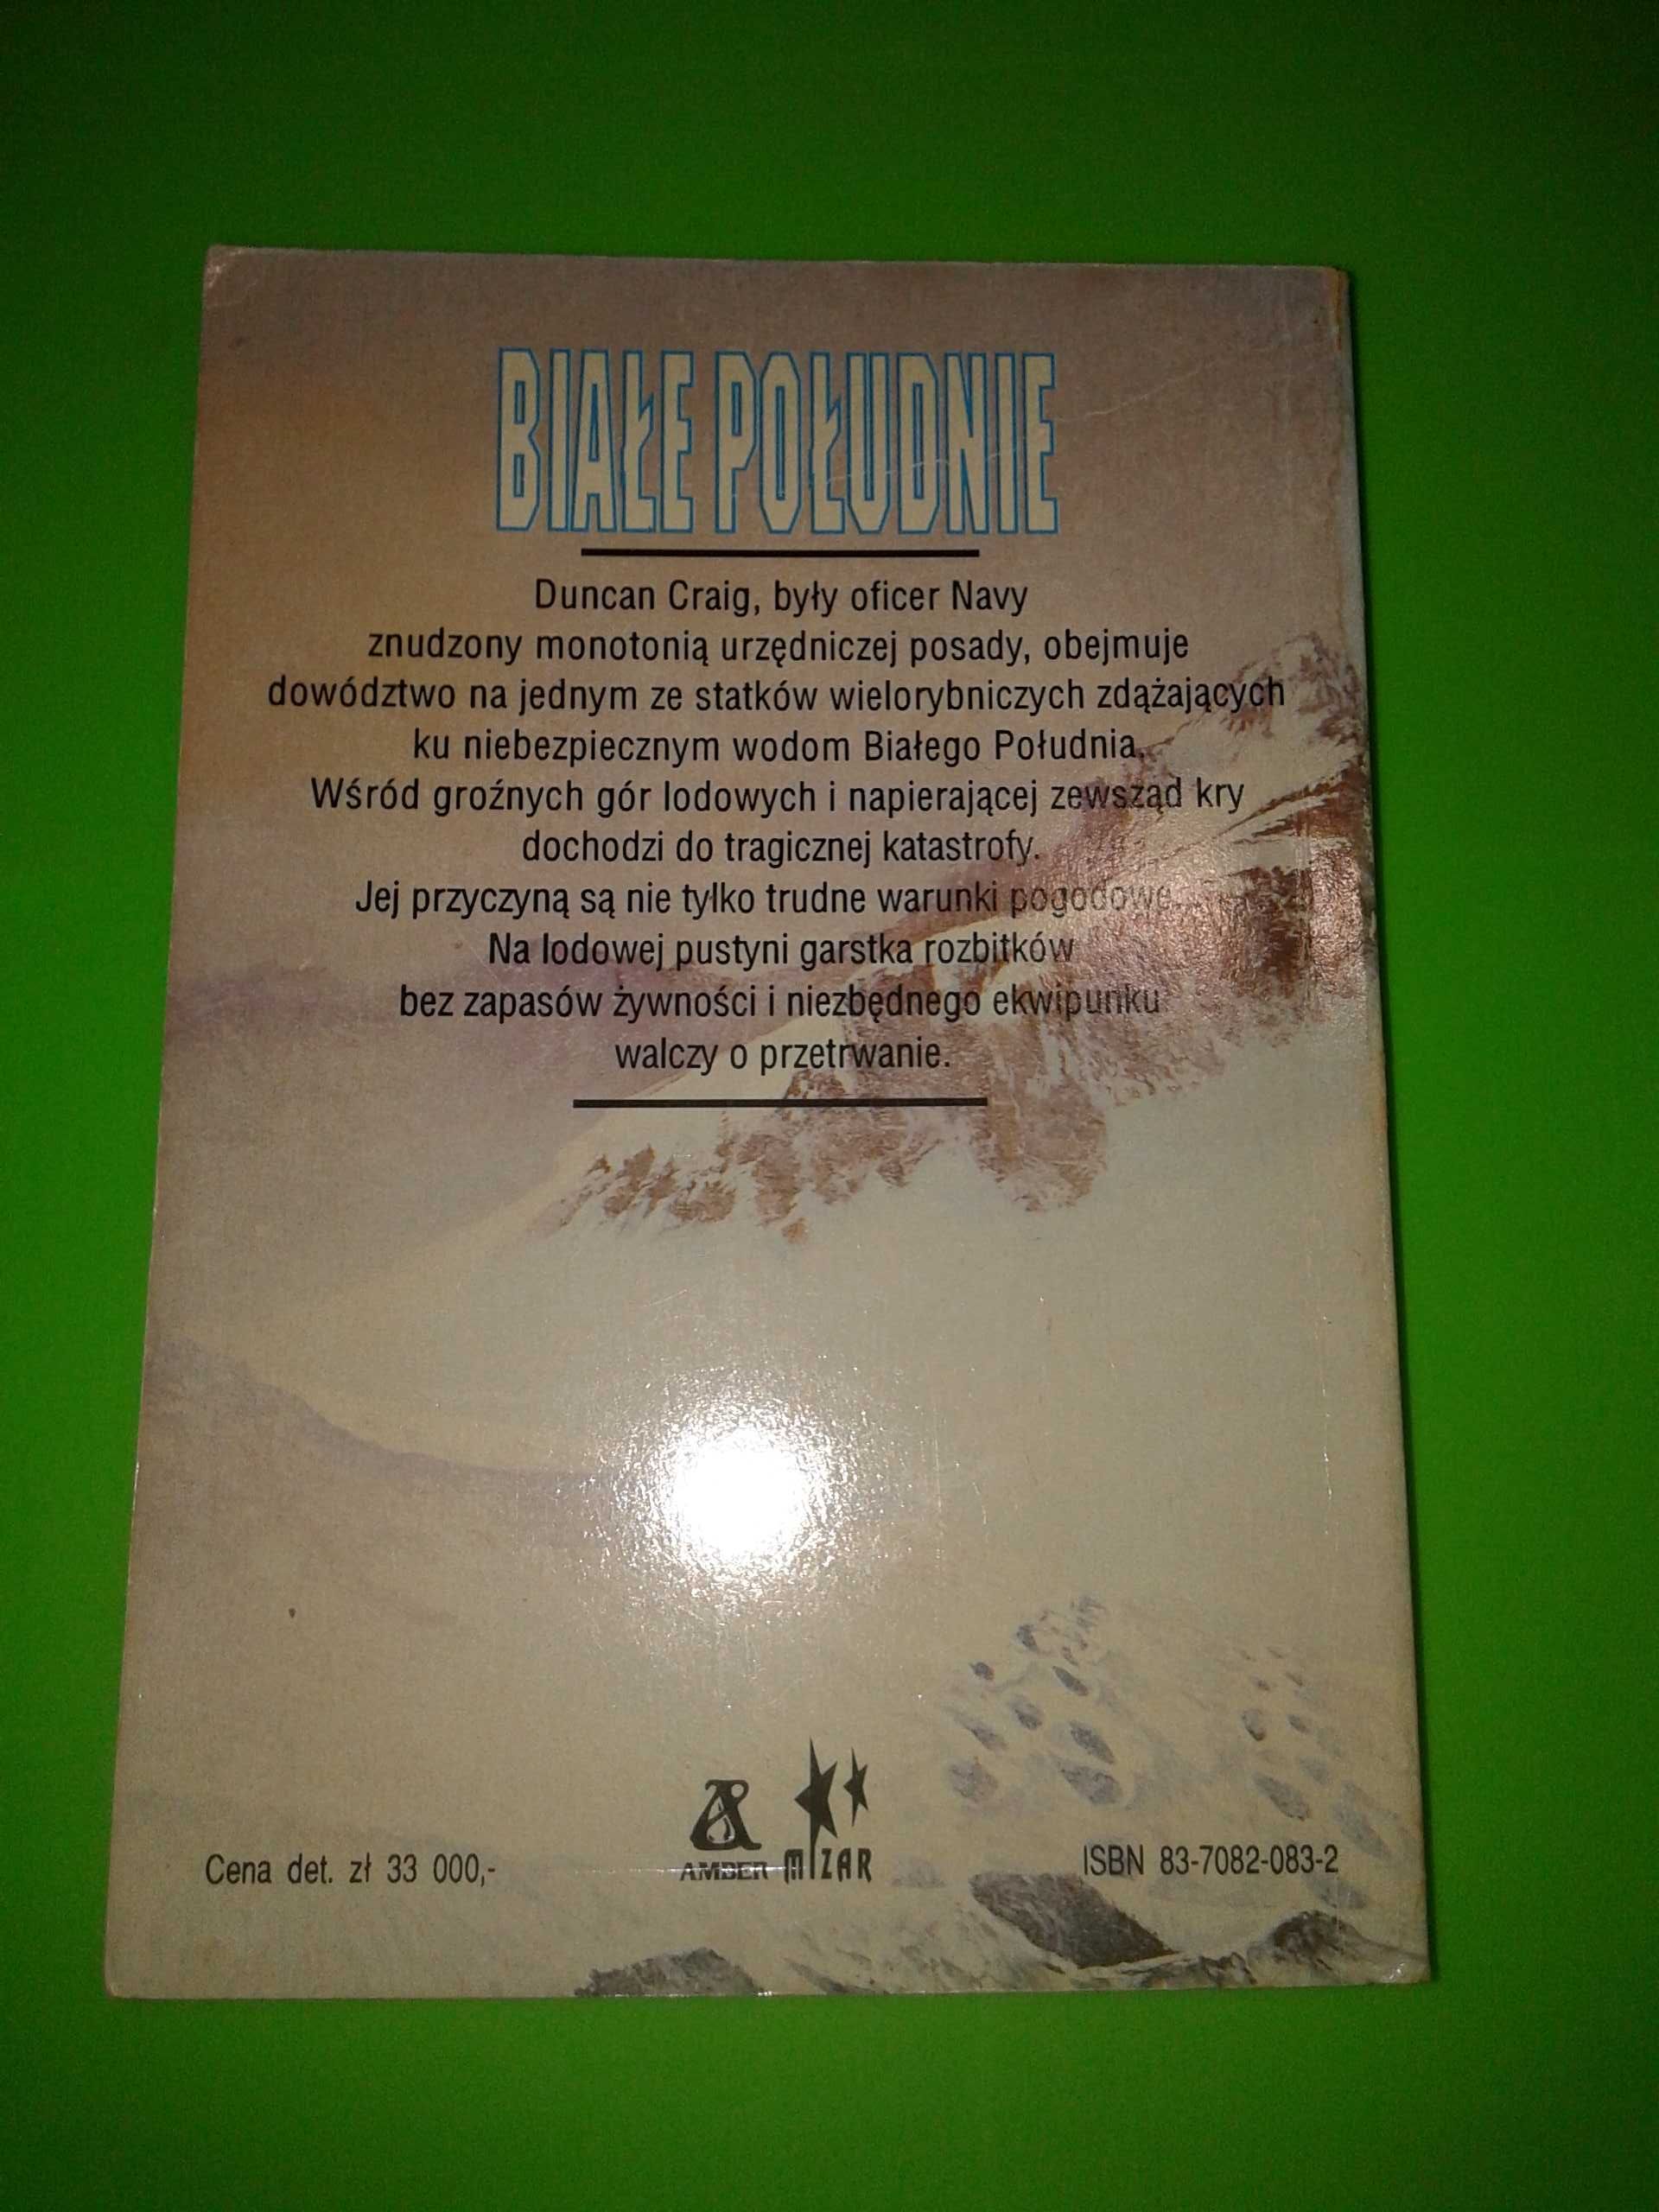 BIAŁE POŁUDNIE
Duncan Craig, były oficer Navy
znudzony monotonią urzędniczej posady, obejmuje
dowództwo na jednym ze statków wielorybniczych zdążających
ku niebezpiecznym wodom Białego Południa.
Wśród groźnych gór lodowych i napierającej zewsząd kry
dochodzi do tragicznej katastrofy.
Jej przyczyną są nie tylko trudne warunki pogodowe.
Na lodowej pustyni garstka rozbitków
bez zapasów żywności i niezbędnego ekwipunku
walczy o przetrwanie.
Cena det. zł 33 000,-
AMBER MIZAR
ISBN 83-7082-083-2